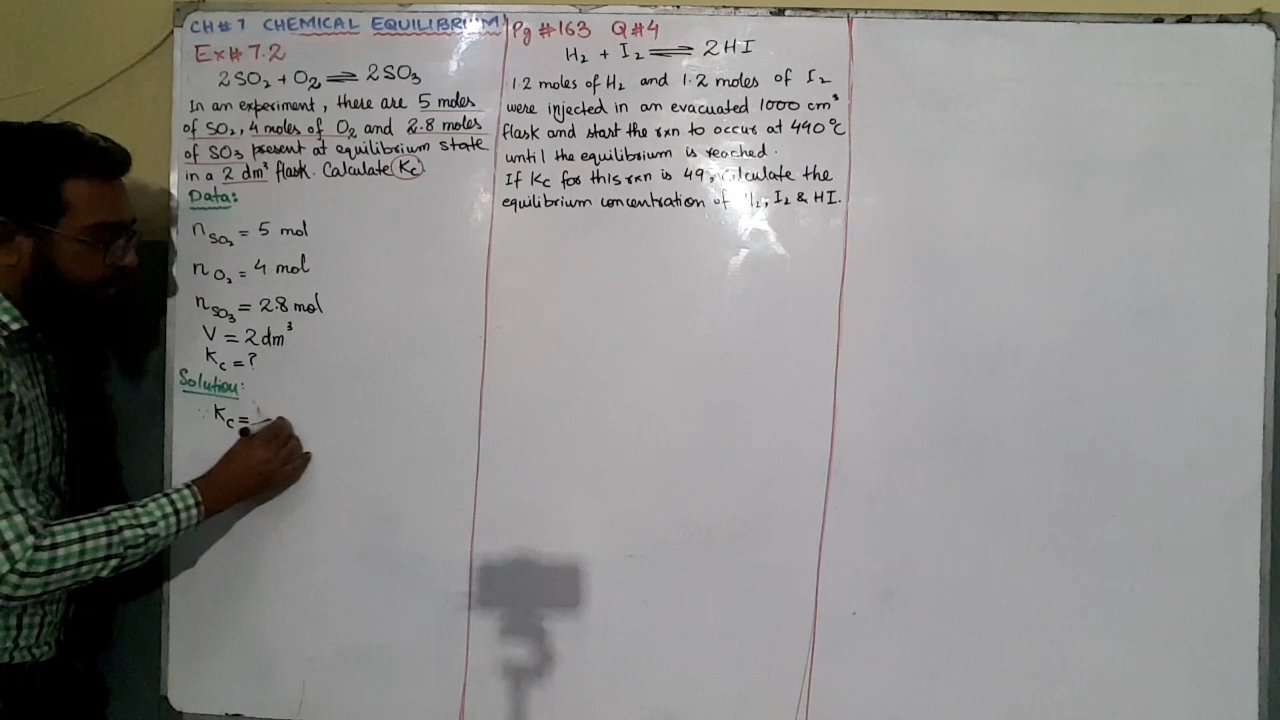 CH#7 CHEMICAL EQUILIBRIUM
Ex# 7.2
2SO₂ + O₂ ⇌ 2SO₃
In an experiment, there are 5 moles
of SO₂, 4 moles of O₂ and 2.8 moles
of SO₃ present at equilibrium state
in a 2 dm³ flask. Calculate Kc.
Data:
nSO₂ = 5 mol
nO₂ = 4 mol
nSO₃ = 2.8 mol
V = 2 dm³
Kc = ?
Solution:
∵ Kc =
Pg #163 Q#4
H₂ + I₂ ⇌ 2HI
1.2 moles of H₂ and 1.2 moles of I₂
were injected in an evacuated 1000 cm³
flask and start the rxn to occur at 440°C
until the equilibrium is reached.
If Kc for this rxn is 49, Calculate the
equilibrium concentration of H₂, I₂ & HI.